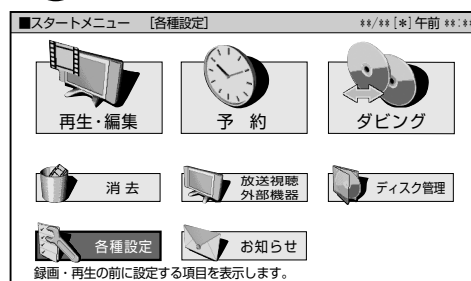 ■スタートメニュー [各種設定] **/**[*]午前**:**
再生・編集
予 約
ダビング
消 去
放送視聴
外部機器
ディスク管理
各種設定
お知らせ
録画・再生の前に設定する項目を表示します。